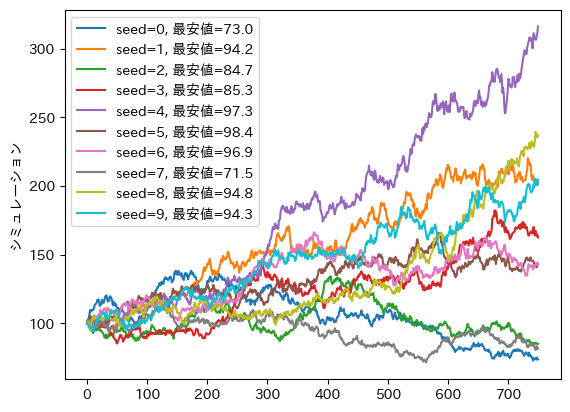 seed=0, 最安値=73.0
seed=1, 最安値=94.2
seed=2, 最安値=84.7
seed=3, 最安値=85.3
seed=4, 最安値=97.3
seed=5, 最安値=98.4
seed=6, 最安値=96.9
seed=7, 最安値=71.5
seed=8, 最安値=94.8
seed=9, 最安値=94.3
シミュレーション
300
250
200
150
100
0 100 200 300 400 500 600 700